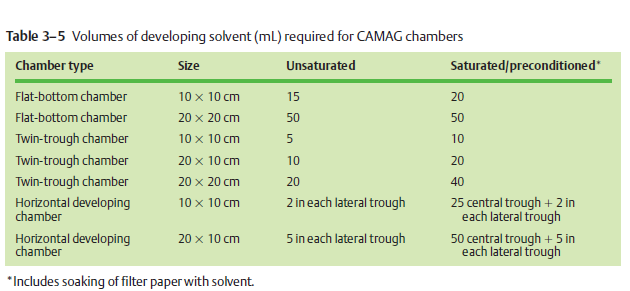 Table 3–5 Volumes of developing solvent (mL) required for CAMAG chambers
Chamber type Size Unsaturated Saturated/preconditioned*
Flat-bottom chamber 10 × 10 cm 15 20
Flat-bottom chamber 20 × 20 cm 50 50
Twin-trough chamber 10 × 10 cm 5 10
Twin-trough chamber 20 × 10 cm 10 20
Twin-trough chamber 20 × 20 cm 20 40
Horizontal developing 10 × 10 cm 2 in each lateral trough 25 central trough + 2 in
chamber each lateral trough
Horizontal developing 20 × 10 cm 5 in each lateral trough 50 central trough + 5 in
chamber each lateral trough
*Includes soaking of filter paper with solvent.